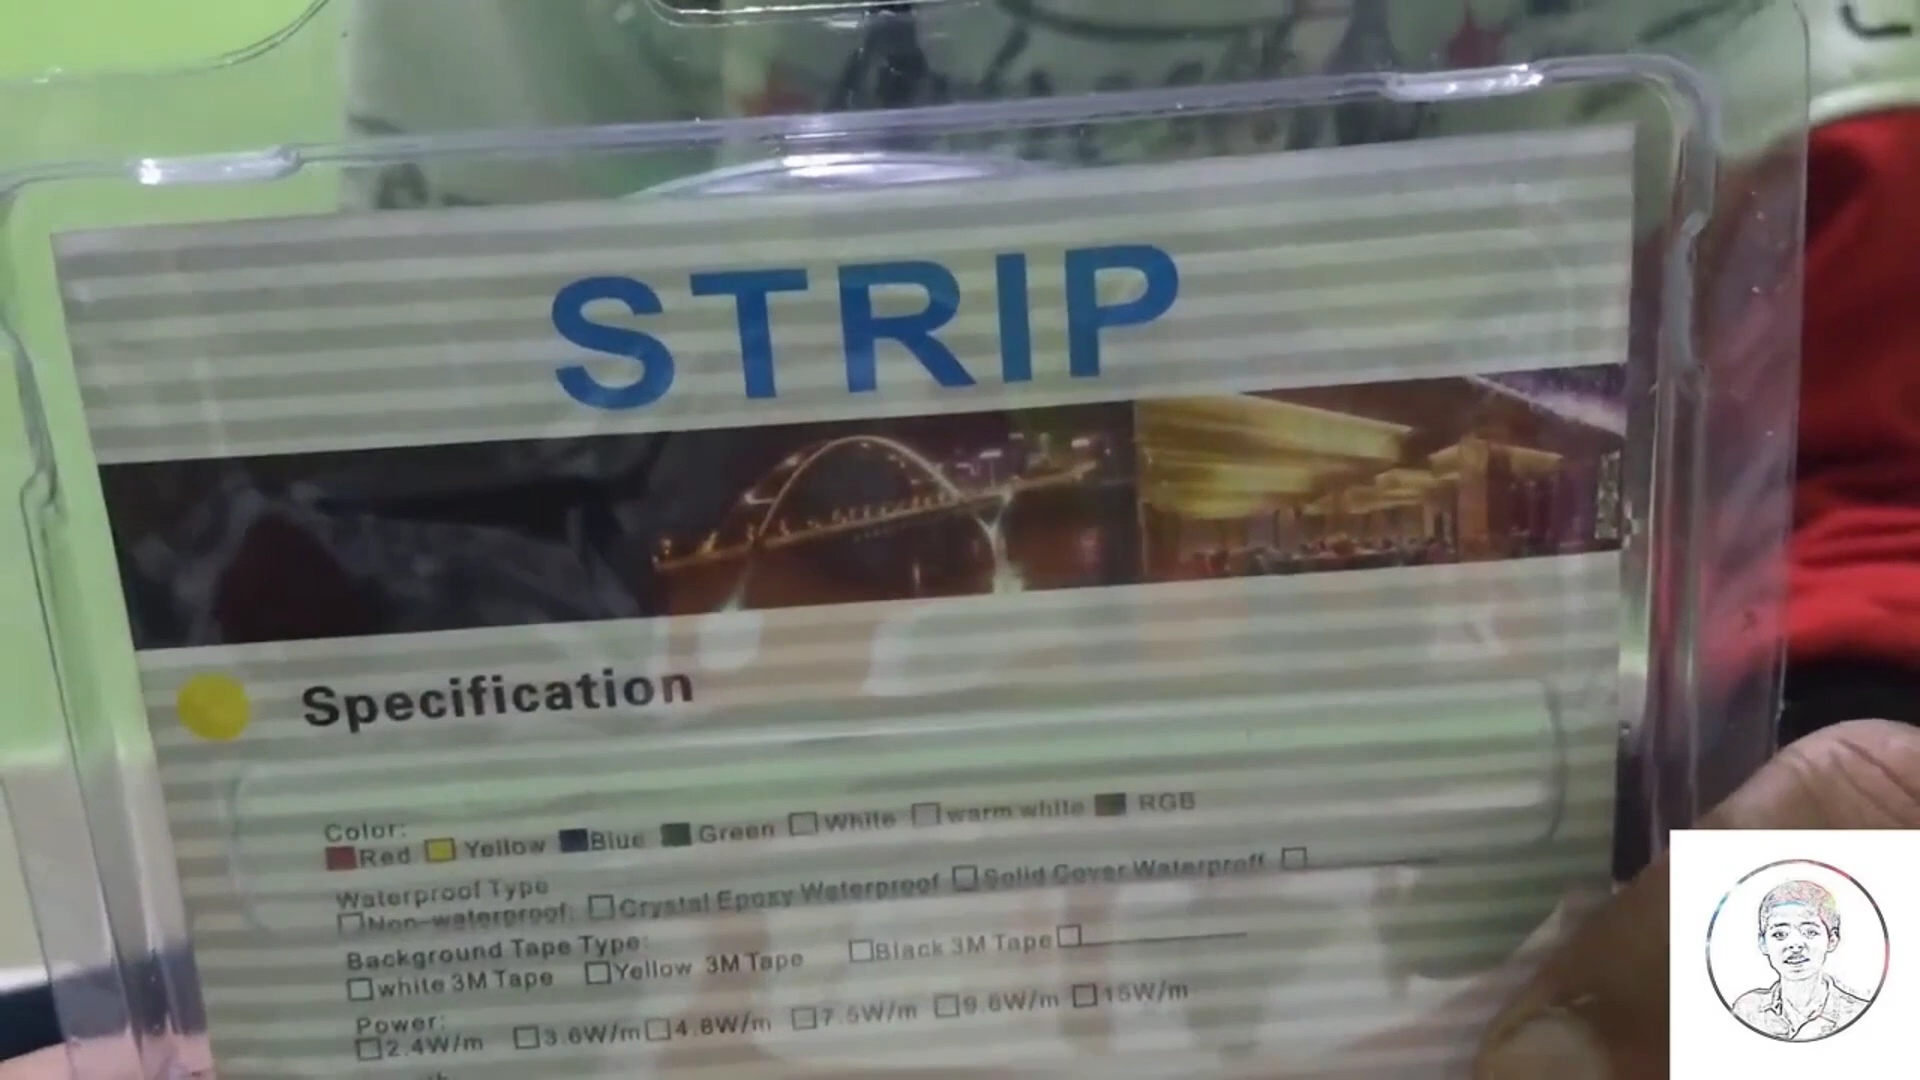 STRIP
Specification
Color:
Red Yellow Blue Green White warm white RGB
Waterproof Type
Non-waterproof: Crystal Epoxy Waterproof Solid Cover Waterproff
Background Tape Type:
white 3M Tape Yellow 3M Tape Black 3M Tape
Power:
2.4W/m 3.6W/m 4.8W/m 7.5W/m 9.6W/m 15W/m